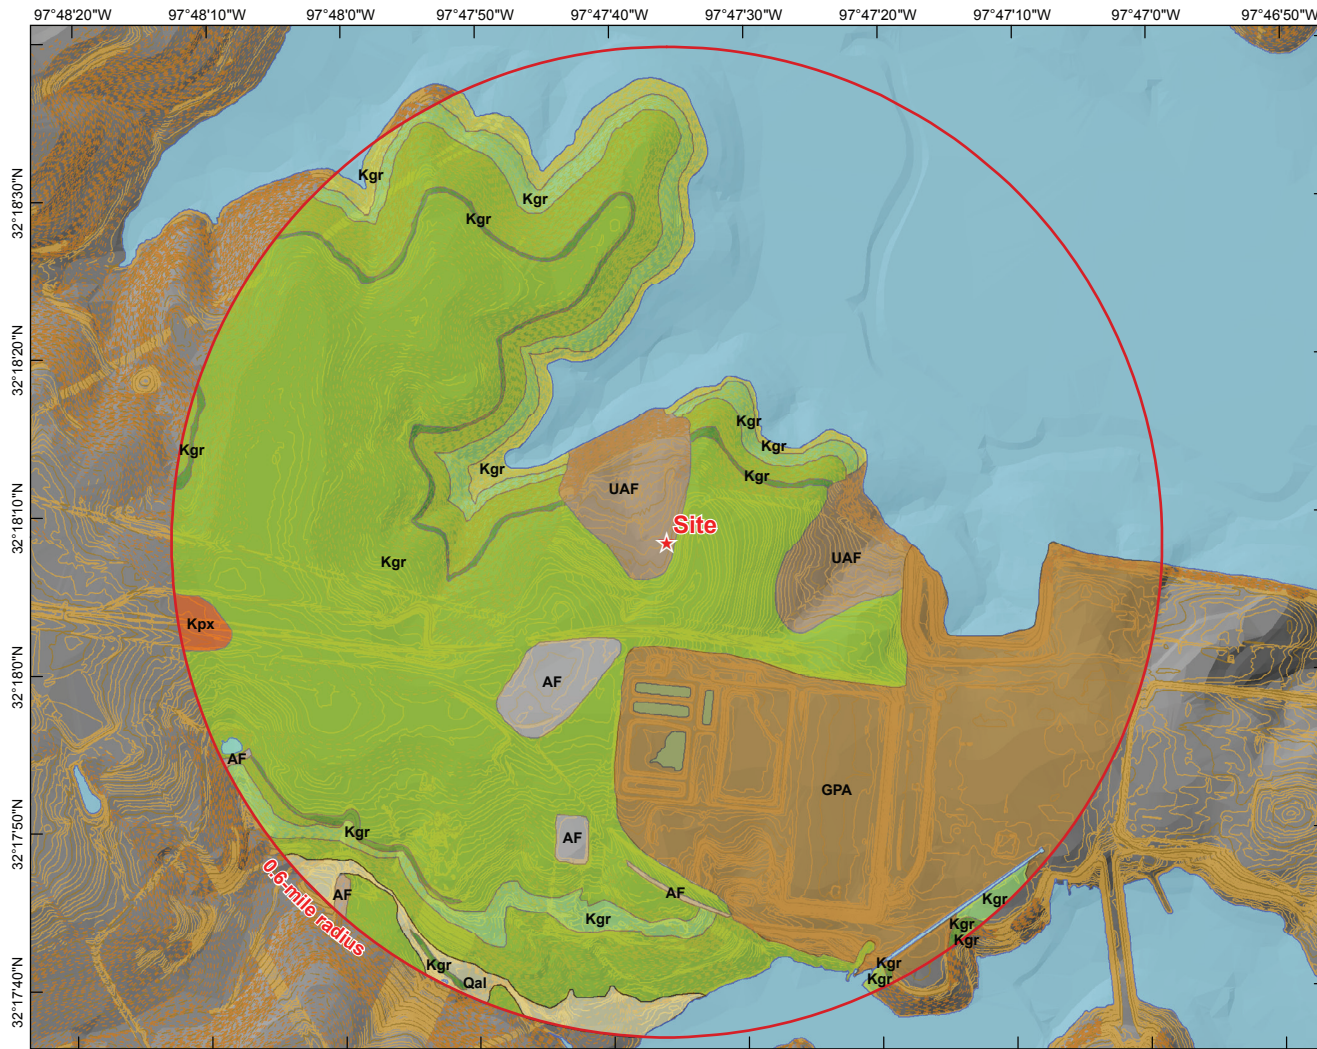 97°48'20"W
97°48'10"W
97°48'0"W
97°47'50"W
97°47'40"W
97°47'30"W
97°47'20"W
97°47'10"W
97°47'0"W
97°46'50"W
32°18'30"N
32°18'20"N
32°18'10"N
32°18'0"N
32°17'50"N
32°17'40"N
Kgr
Kgr
Kgr
Kgr
Kgr
Kgr
Kgr
Kgr
UAF
Site
UAF
Kgr
Kpx
AF
AF
GPA
Kgr
AF
AF
AF
Kgr
Kgr
Kgr
Kgr
0.6-mile radius
Kgr
Kgr
Kgr
Qal